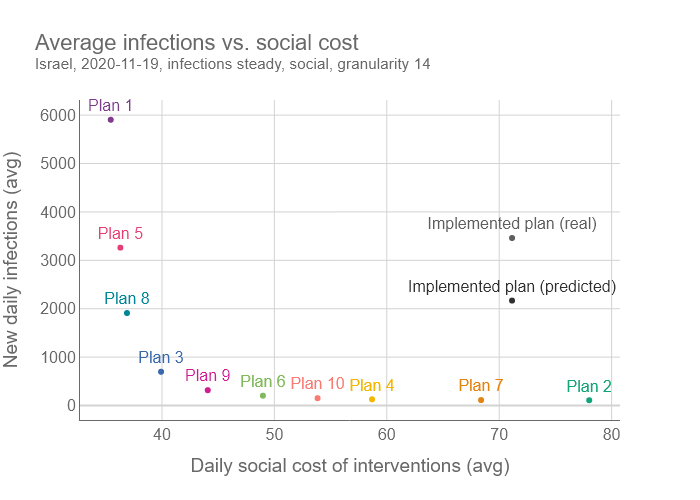 Average infections vs. social cost
Israel, 2020-11-19, infections steady, social, granularity 14
New daily infections (avg)
6000
5000
4000
3000
2000
1000
0
Plan 1
Plan 5
Implemented plan (real)
Implemented plan (predicted)
Plan 8
Plan 3
Plan 9
Plan 6
Plan 10
Plan 4
Plan 7
Plan 2
40
50
60
70
80
Daily social cost of interventions (avg)